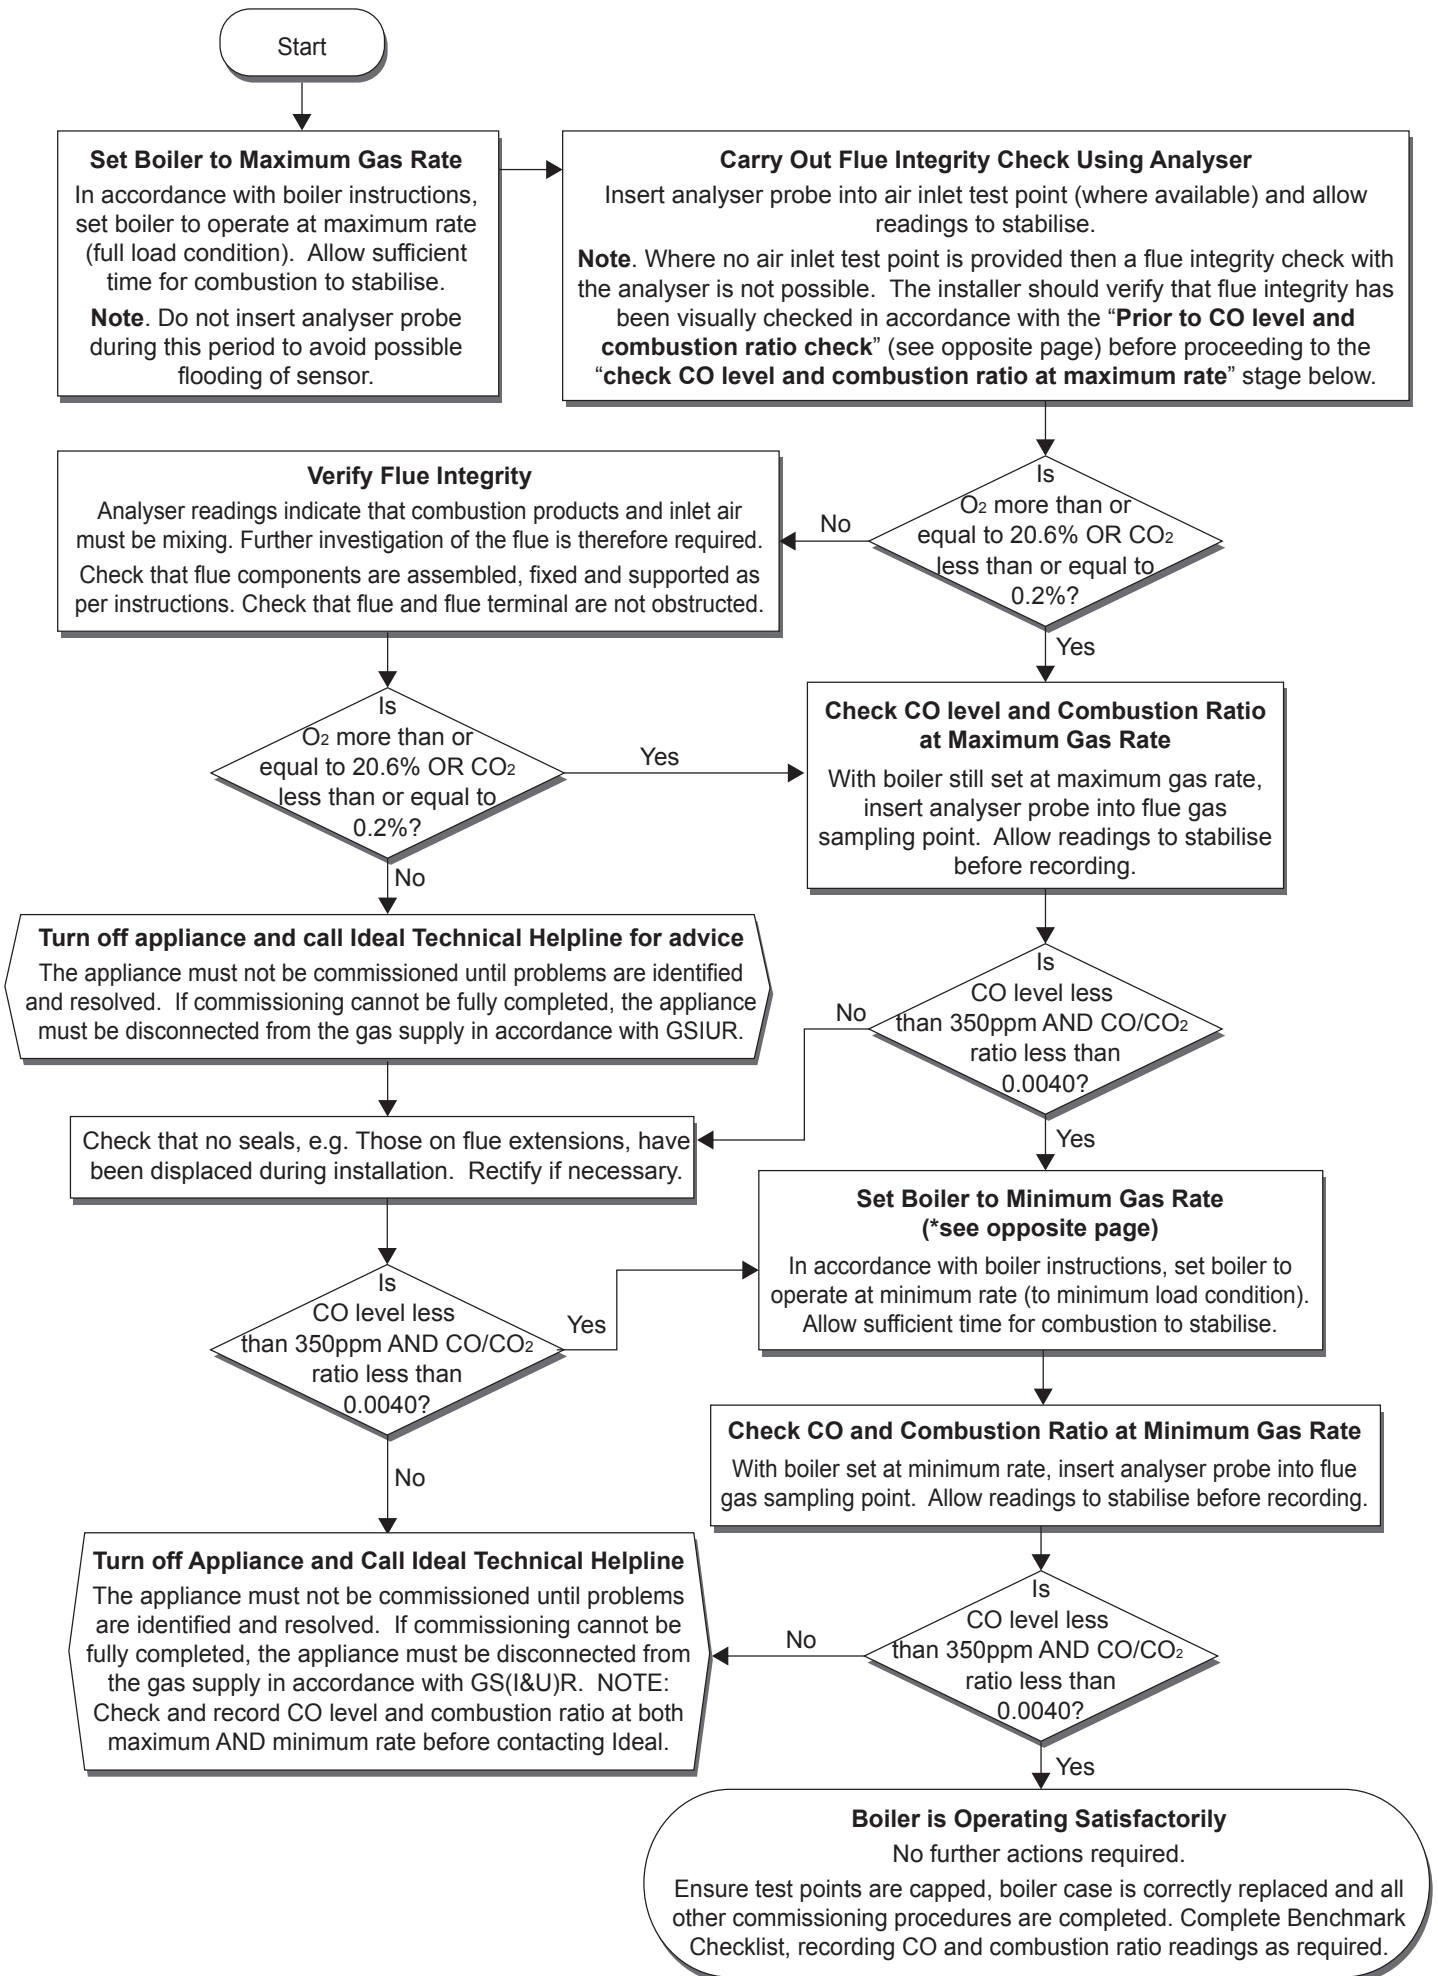 Start
Set Boiler to Maximum Gas Rate
In accordance with boiler instructions,
set boiler to operate at maximum rate
(full load condition).  Allow sufficient
time for combustion to stabilise.
Note. Do not insert analyser probe
during this period to avoid possible
flooding of sensor.
Carry Out Flue Integrity Check Using Analyser
Insert analyser probe into air inlet test point (where available) and allow
readings to stabilise.
Note. Where no air inlet test point is provided then a flue integrity check with
the analyser is not possible.  The installer should verify that flue integrity has
been visually checked in accordance with the “Prior to CO level and
combustion ratio check” (see opposite page) before proceeding to the
“check CO level and combustion ratio at maximum rate” stage below.
Is
O2 more than or
equal to 20.6% OR CO2
less than or equal to
0.2%?
No
Yes
Verify Flue Integrity
Analyser readings indicate that combustion products and inlet air
must be mixing. Further investigation of the flue is therefore required.
Check that flue components are assembled, fixed and supported as
per instructions. Check that flue and flue terminal are not obstructed.
Is
O2 more than or
equal to 20.6% OR CO2
less than or equal to
0.2%?
Yes
No
Check CO level and Combustion Ratio
at Maximum Gas Rate
With boiler still set at maximum gas rate,
insert analyser probe into flue gas
sampling point.  Allow readings to stabilise
before recording.
Turn off appliance and call Ideal Technical Helpline for advice
The appliance must not be commissioned until problems are identified
and resolved.  If commissioning cannot be fully completed, the appliance
must be disconnected from the gas supply in accordance with GSIUR.
Is
CO level less
than 350ppm AND CO/CO2
ratio less than
0.0040?
No
Yes
Check that no seals, e.g. Those on flue extensions, have
been displaced during installation.  Rectify if necessary.
Set Boiler to Minimum Gas Rate
(*see opposite page)
In accordance with boiler instructions, set boiler to
operate at minimum rate (to minimum load condition).
Allow sufficient time for combustion to stabilise.
Is
CO level less
than 350ppm AND CO/CO2
ratio less than
0.0040?
Yes
No
Check CO and Combustion Ratio at Minimum Gas Rate
With boiler set at minimum rate, insert analyser probe into flue
gas sampling point.  Allow readings to stabilise before recording.
Turn off Appliance and Call Ideal Technical Helpline
The appliance must not be commissioned until problems
are identified and resolved.  If commissioning cannot be
fully completed, the appliance must be disconnected from
the gas supply in accordance with GS(I&U)R.  NOTE:
Check and record CO level and combustion ratio at both
maximum AND minimum rate before contacting Ideal.
Is
CO level less
than 350ppm AND CO/CO2
ratio less than
0.0040?
No
Yes
Boiler is Operating Satisfactorily
No further actions required.
Ensure test points are capped, boiler case is correctly replaced and all
other commissioning procedures are completed. Complete Benchmark
Checklist, recording CO and combustion ratio readings as required.